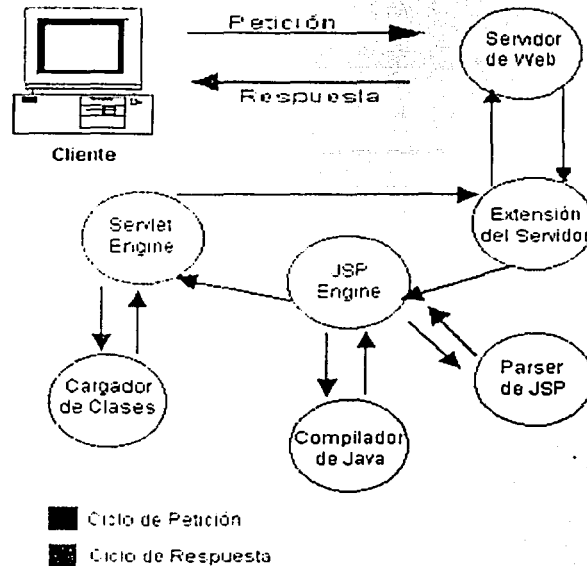 Petición
Respuesta
Cliente
Servidor
de Web
Extensión
del Servidor
Servlet
Engine
JSP
Engine
Cargador
de Clases
Compilador
de Java
Parser
de JSP
Ciclo de Petición
Ciclo de Respuesta